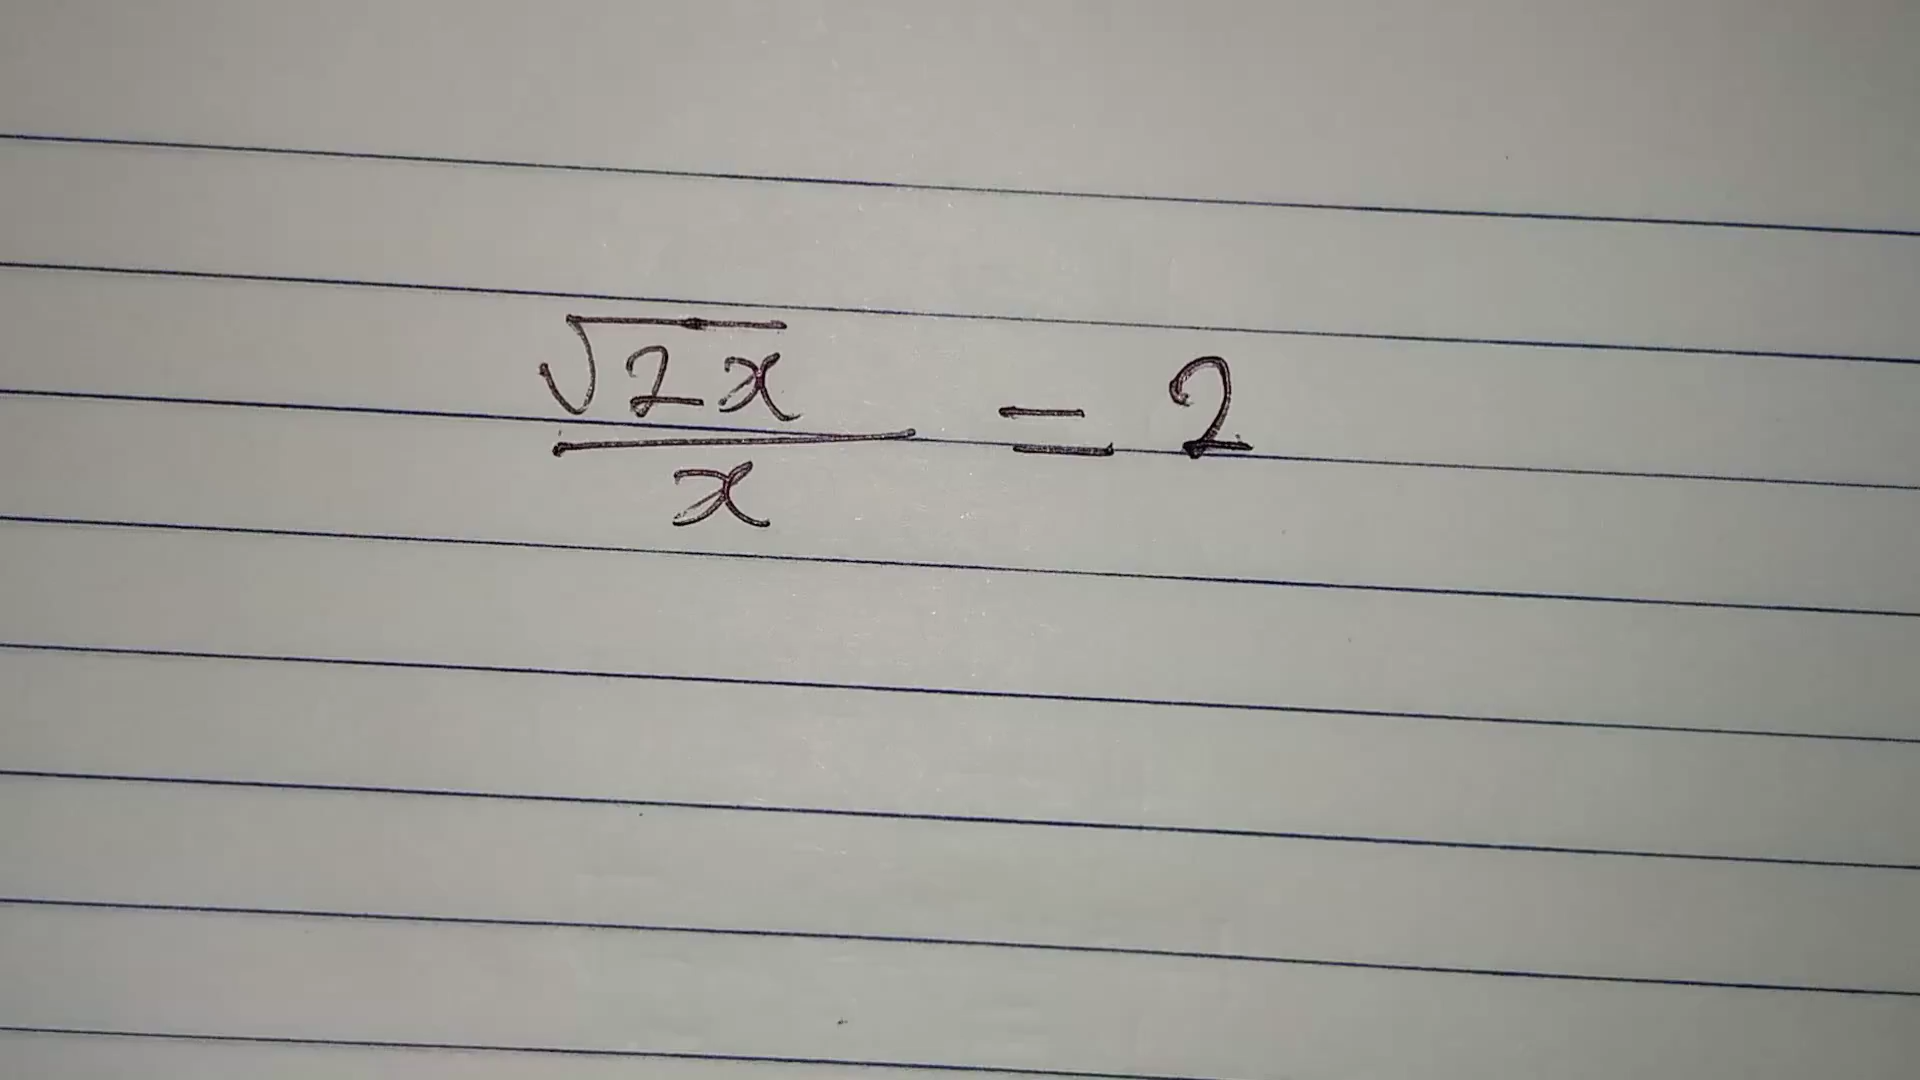 √2x / x = 2